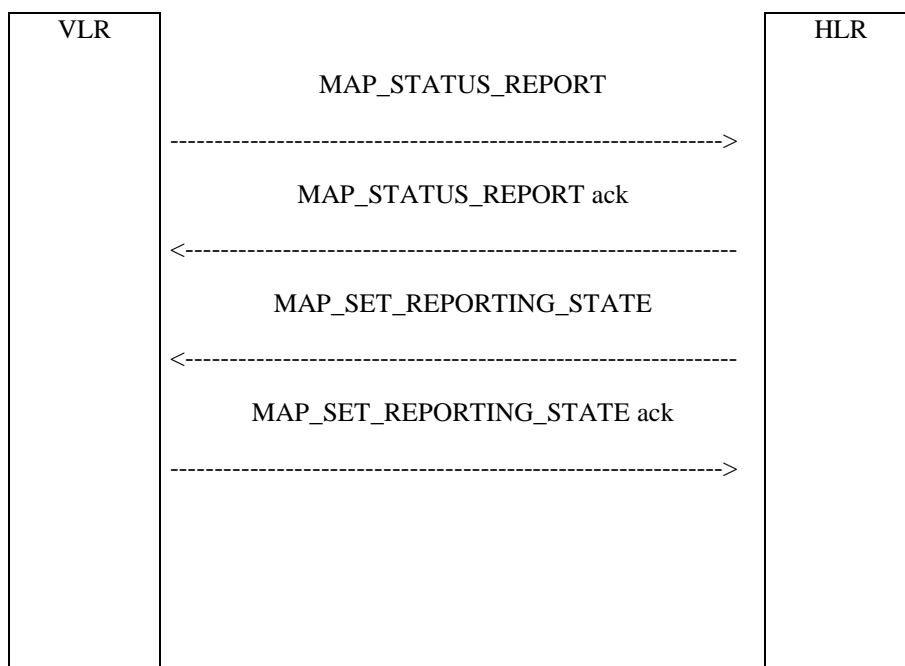 VLR HLR
MAP_STATUS_REPORT
-------------------------------------------------------------->
MAP_STATUS_REPORT ack
<--------------------------------------------------------------
MAP_SET_REPORTING_STATE
<--------------------------------------------------------------
MAP_SET_REPORTING_STATE ack
-------------------------------------------------------------->